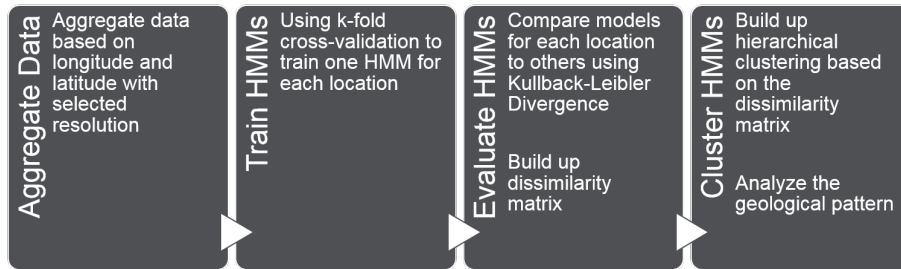 Aggregate Data
Aggregate data
based on
longitude and
latitude with
selected
resolution
Train HMMs
Using k-fold
cross-validation to
train one HMM for
each location
Evaluate HMMs
Compare models
for each location
to others using
Kullback-Leibler
Divergence
Build up
dissimilarity
matrix
Cluster HMMs
Build up
hierarchical
clustering based
on the
dissimilarity
matrix
Analyze the
geological pattern